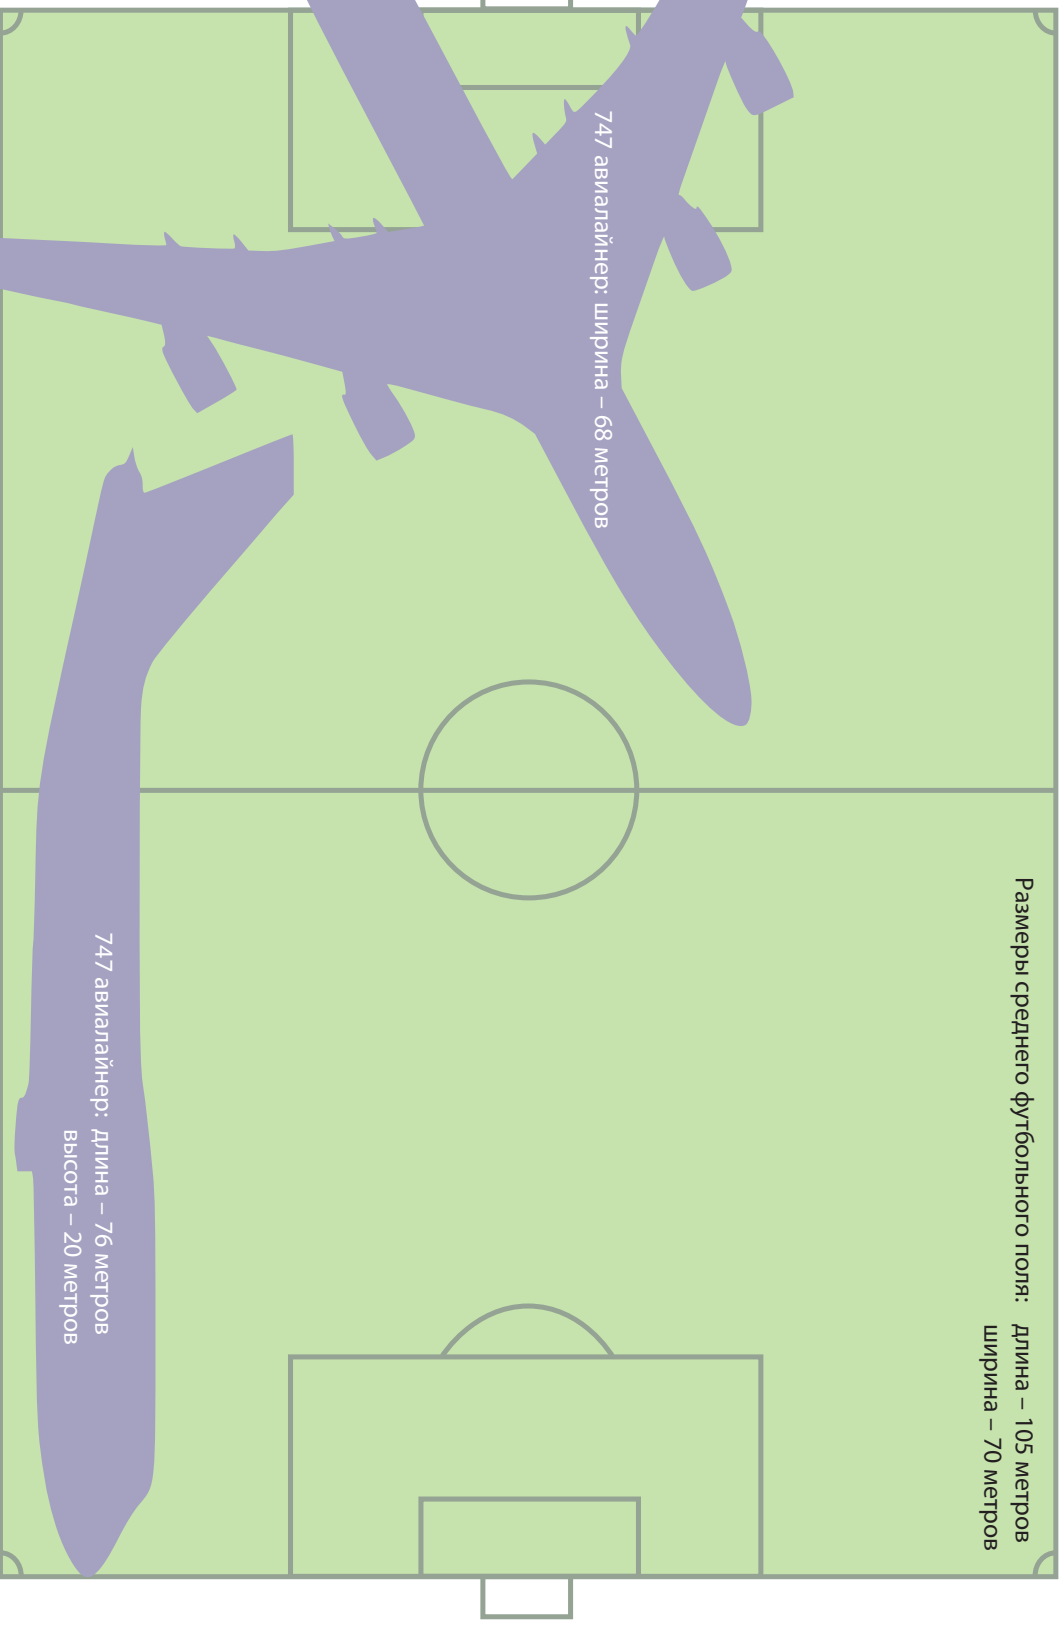 Размеры среднего футбольного поля: длина – 105 метров
ширина – 70 метров
747 авиалайнер: ширина – 68 метров
747 авиалайнер: длина – 76 метров
высота – 20 метров